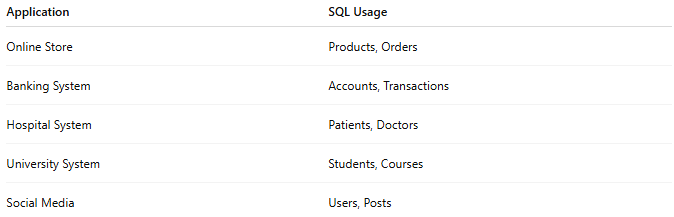 Application SQL Usage
Online Store Products, Orders
Banking System Accounts, Transactions
Hospital System Patients, Doctors
University System Students, Courses
Social Media Users, Posts